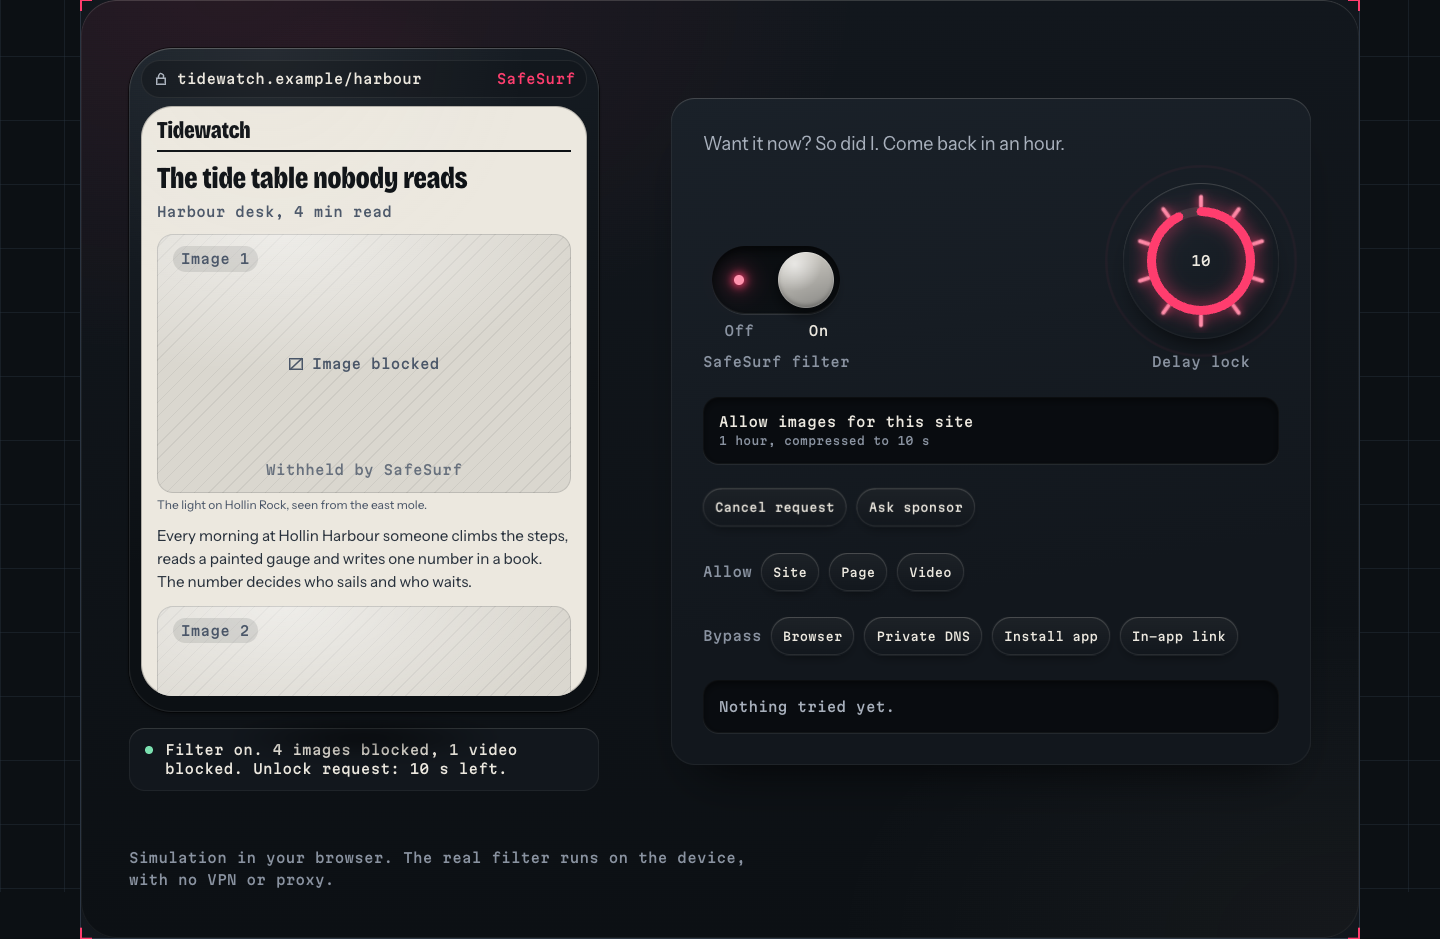 tidewatch.example/harbour SafeSurf
Tidewatch
The tide table nobody reads
Harbour desk, 4 min read
Image 1
Image blocked
Withheld by SafeSurf
The light on Hollin Rock, seen from the east mole.
Every morning at Hollin Harbour someone climbs the steps,
reads a painted gauge and writes one number in a book.
The number decides who sails and who waits.
Image 2
Filter on. 4 images blocked, 1 video
blocked. Unlock request: 10 s left.
Want it now? So did I. Come back in an hour.
10
Off On
SafeSurf filter
Delay lock
Allow images for this site
1 hour, compressed to 10 s
Cancel request Ask sponsor
Allow Site Page Video
Bypass Browser Private DNS Install app In-app link
Nothing tried yet.
Simulation in your browser. The real filter runs on the device,
with no VPN or proxy.